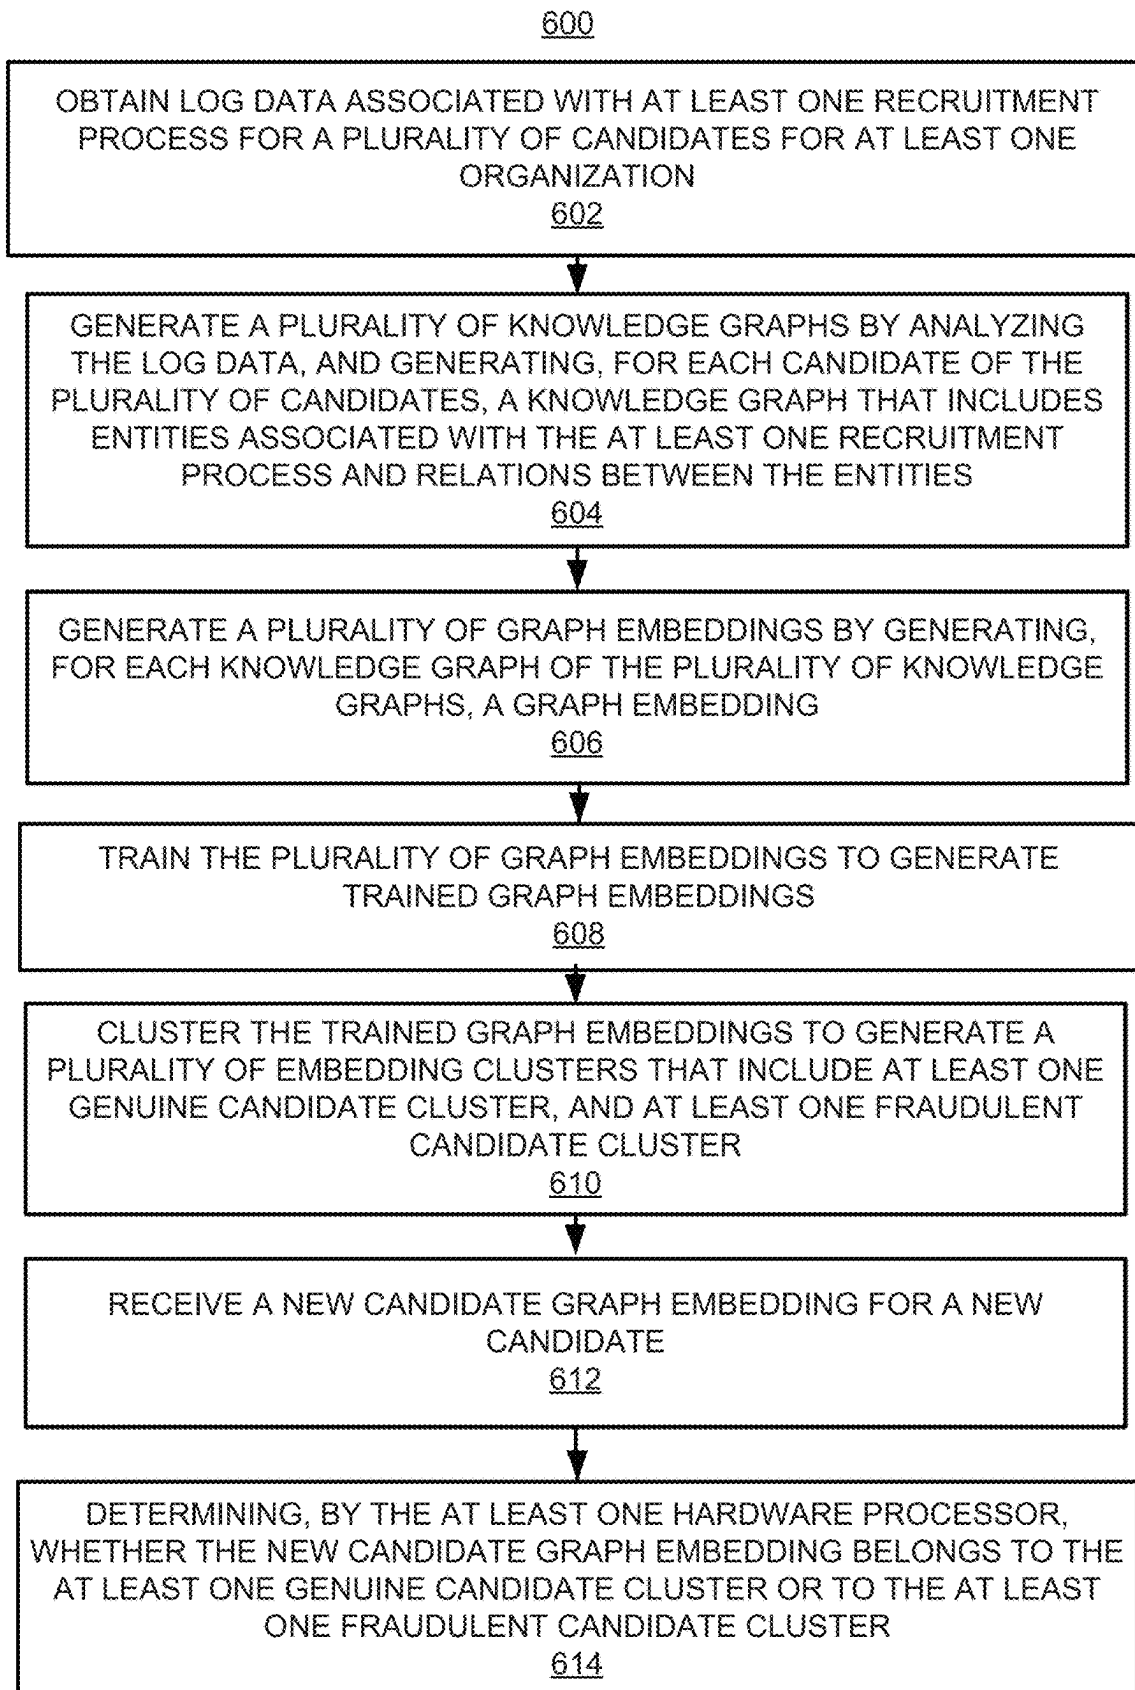 600
OBTAIN LOG DATA ASSOCIATED WITH AT LEAST ONE RECRUITMENT
PROCESS FOR A PLURALITY OF CANDIDATES FOR AT LEAST ONE
ORGANIZATION
602
GENERATE A PLURALITY OF KNOWLEDGE GRAPHS BY ANALYZING
THE LOG DATA, AND GENERATING, FOR EACH CANDIDATE OF THE
PLURALITY OF CANDIDATES, A KNOWLEDGE GRAPH THAT INCLUDES
ENTITIES ASSOCIATED WITH THE AT LEAST ONE RECRUITMENT
PROCESS AND RELATIONS BETWEEN THE ENTITIES
604
GENERATE A PLURALITY OF GRAPH EMBEDDINGS BY GENERATING,
FOR EACH KNOWLEDGE GRAPH OF THE PLURALITY OF KNOWLEDGE
GRAPHS, A GRAPH EMBEDDING
606
TRAIN THE PLURALITY OF GRAPH EMBEDDINGS TO GENERATE
TRAINED GRAPH EMBEDDINGS
608
CLUSTER THE TRAINED GRAPH EMBEDDINGS TO GENERATE A
PLURALITY OF EMBEDDING CLUSTERS THAT INCLUDE AT LEAST ONE
GENUINE CANDIDATE CLUSTER, AND AT LEAST ONE FRAUDULENT
CANDIDATE CLUSTER
610
RECEIVE A NEW CANDIDATE GRAPH EMBEDDING FOR A NEW
CANDIDATE
612
DETERMINING, BY THE AT LEAST ONE HARDWARE PROCESSOR,
WHETHER THE NEW CANDIDATE GRAPH EMBEDDING BELONGS TO THE
AT LEAST ONE GENUINE CANDIDATE CLUSTER OR TO THE AT LEAST
ONE FRAUDULENT CANDIDATE CLUSTER
614